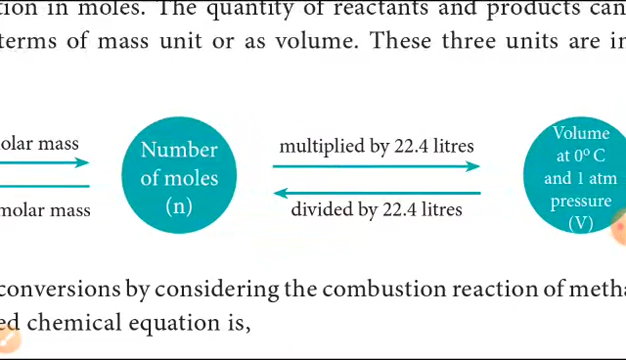 tion in moles. The quantity of reactants and products can
terms of mass unit or as volume. These three units are in
olar mass
molar mass
Number
of moles
(n)
multiplied by 22.4 litres
divided by 22.4 litres
Volume
at 0° C
and 1 atm
pressure
(V)
conversions by considering the combustion reaction of metha
ed chemical equation is,